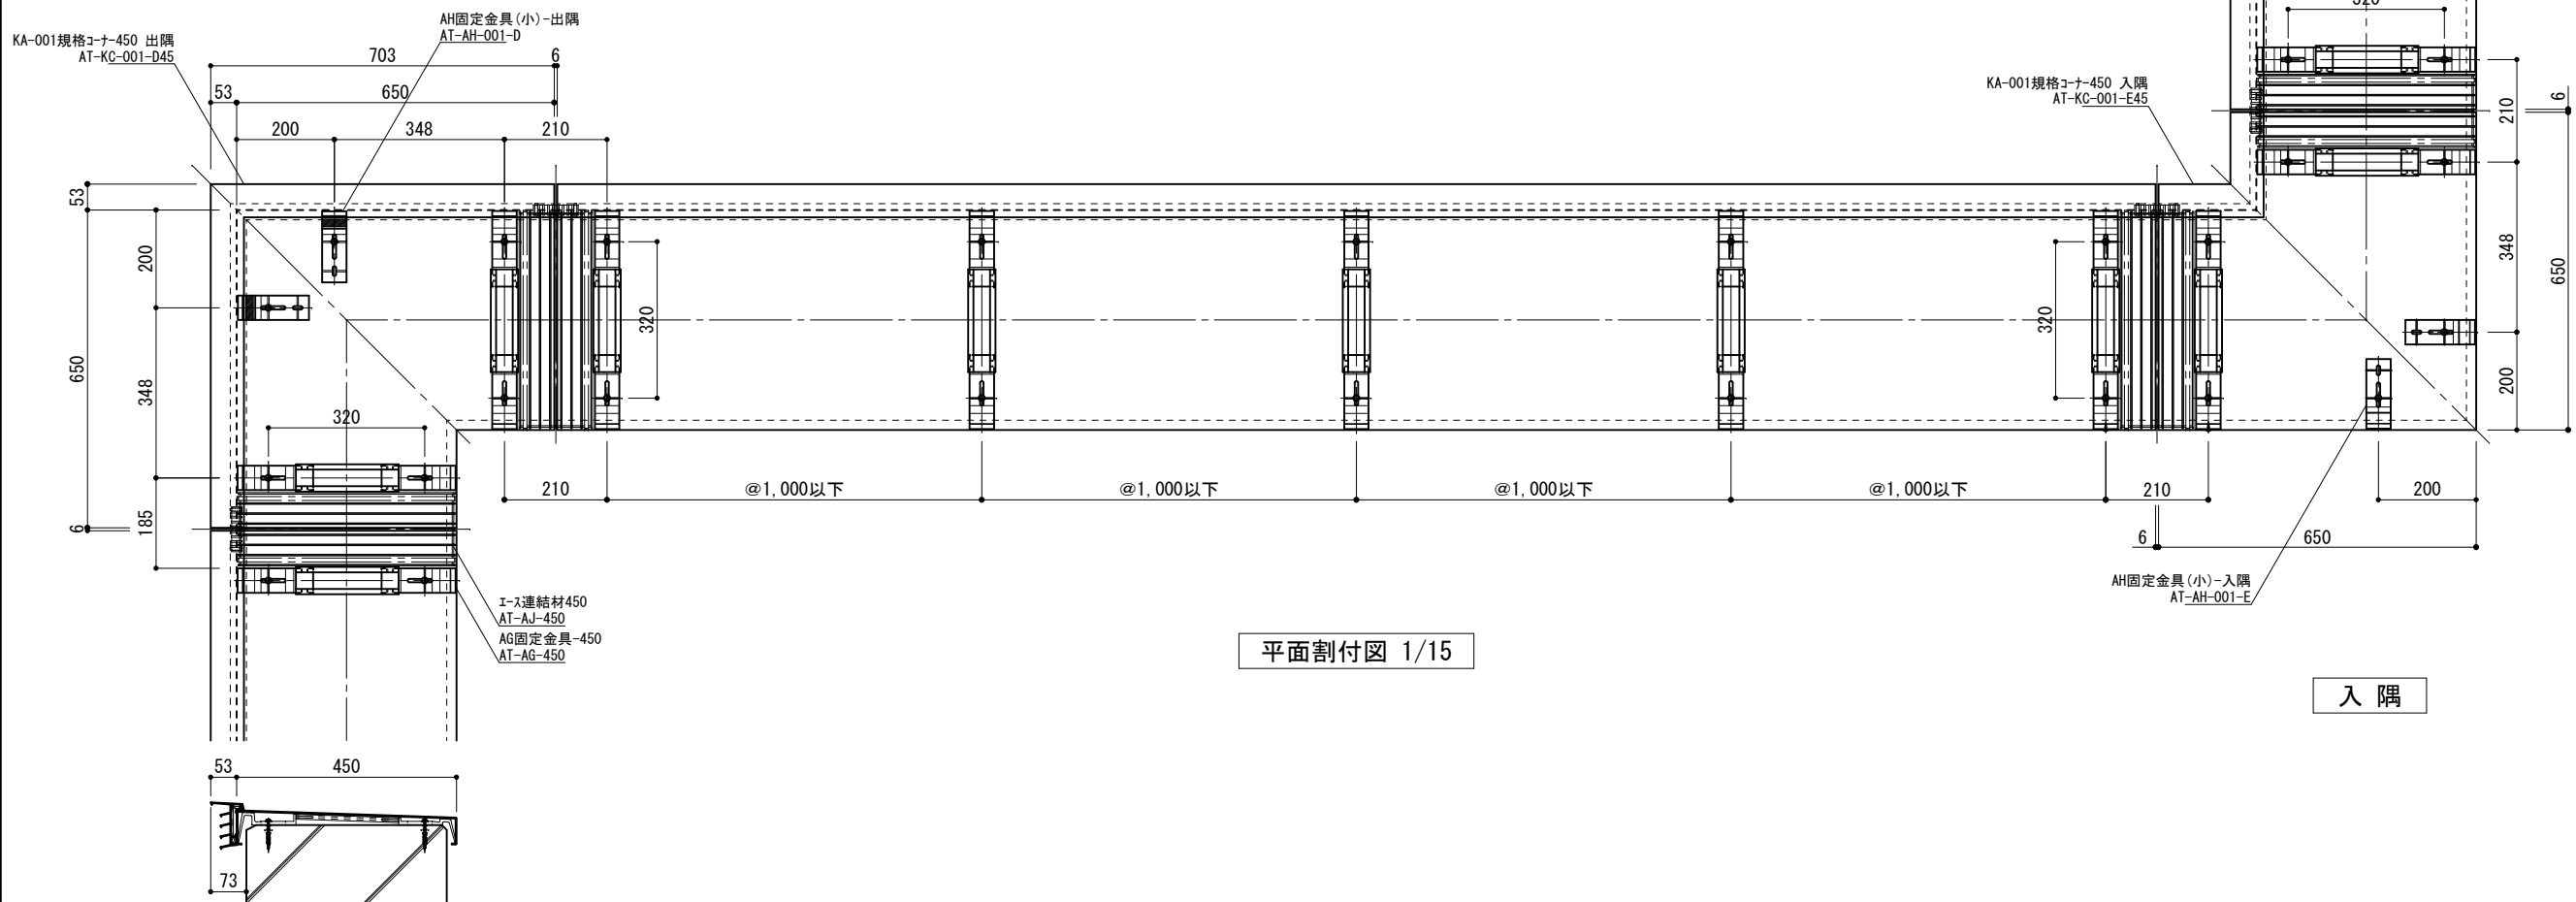 AH固定金具(小)-出隅
AT-AH-001-D
KA-001規格ｺｰﾅｰ-450 出隅
AT-KC-001-D45
703
6
53
650
200
348
210
53
200
650
348
320
6
185
ｴｰｽ連結材450
AT-AJ-450
AG固定金具-450
AT-AG-450
320
210
@1,000以下
@1,000以下
@1,000以下
@1,000以下
210
200
320
6
650
KA-001規格ｺｰﾅｰ-450 入隅
AT-KC-001-E45
320
6
210
348
650
200
AH固定金具(小)-入隅
AT-AH-001-E
平面割付図 1/15
入 隅
53
450
73